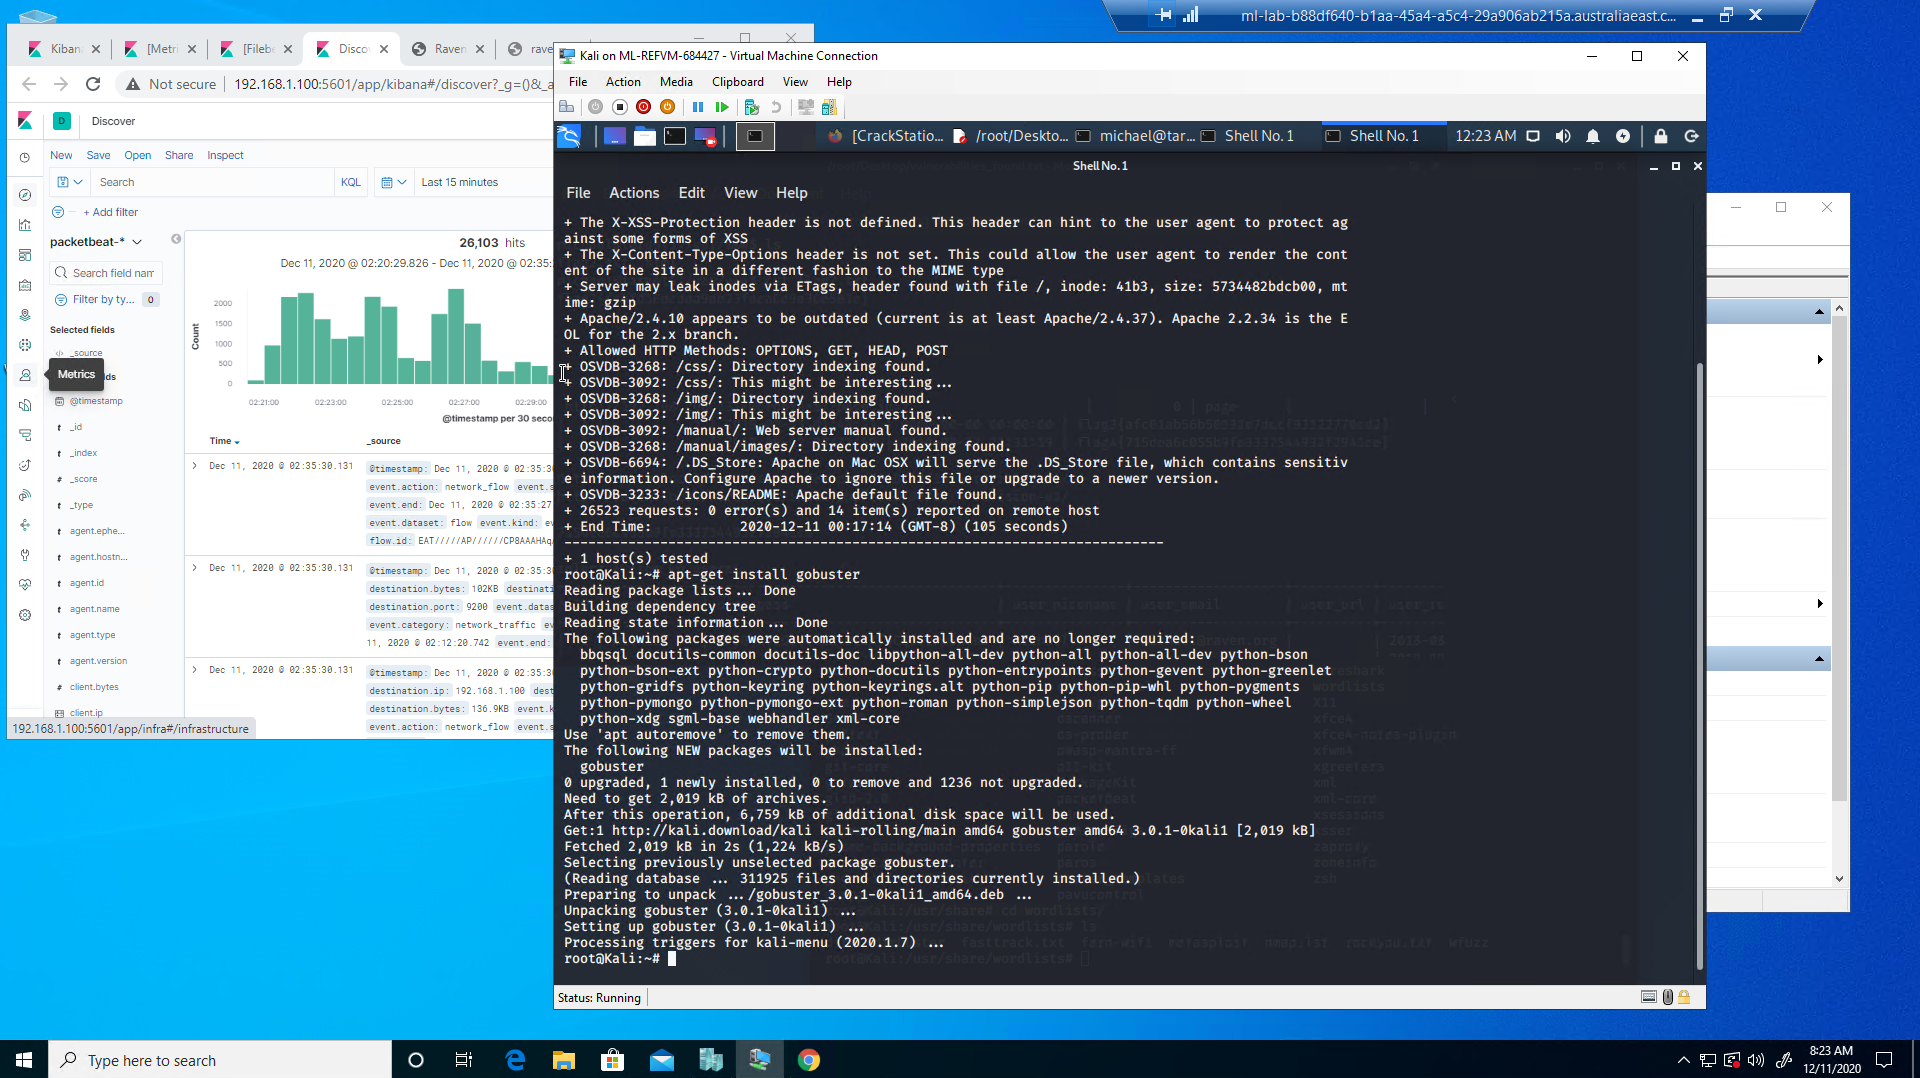 ml-lab-b88df640-b1aa-45a4-a5c4-29a906ab215a.australiaeast.c...
Kiban
[Metri
[Fileb
Disco
Raven
rave
Not secure
192.168.1.100:5601/app/kibana#/discover?_g=()&_a
D
Discover
New
Save
Open
Share
Inspect
Search
KQL
Last 15 minutes
+ Add filter
packetbeat-*
Search field nam
Filter by ty...
0
Selected fields
_source
Metrics
@timestamp
_id
_index
_score
_type
agent.ephe...
agent.hostn...
agent.id
agent.name
agent.type
agent.version
client.bytes
client.ip
192.168.1.100:5601/app/infra#/infrastructure
26,103 hits
Dec 11, 2020 @ 02:20:29.826 - Dec 11, 2020 @ 02:35:
Count
2000
1500
1000
500
0
02:21:00
02:23:00
02:25:00
02:27:00
02:29:00
@timestamp per 30 secon
Time
_source
Dec 11, 2020 @ 02:35:30.131
@timestamp: Dec 11, 2020 @ 02:35:30
event.action: network_flow event.s
event.end: Dec 11, 2020 @ 02:35:27
event.dataset: flow event.kind: ev
flow.id: EAT/////AP//////CP8AAAHAq
Dec 11, 2020 @ 02:35:30.131
@timestamp: Dec 11, 2020 @ 02:35:30
destination.bytes: 102KB destinati
destination.port: 9200 event.datas
event.category: network_traffic ev
11, 2020 @ 02:12:20.742 event.end:
Dec 11, 2020 @ 02:35:30.131
@timestamp: Dec 11, 2020 @ 02:35:30
destination.ip: 192.168.1.100 dest
destination.bytes: 136.9KB event.k
event.action: network_flow event.s
Kali on ML-REFVM-684427 - Virtual Machine Connection
File
Action
Media
Clipboard
View
Help
[CrackStatio...
/root/Deskto...
michael@tar...
Shell No. 1
Shell No. 1
12:23 AM
Shell No.1
File
Actions
Edit
View
Help
+ The X-XSS-Protection header is not defined. This header can hint to the user agent to protect ag
ainst some forms of XSS
+ The X-Content-Type-Options header is not set. This could allow the user agent to render the cont
ent of the site in a different fashion to the MIME type
+ Server may leak inodes via ETags, header found with file /, inode: 41b3, size: 5734482bdcb00, mt
ime: gzip
+ Apache/2.4.10 appears to be outdated (current is at least Apache/2.4.37). Apache 2.2.34 is the E
OL for the 2.x branch.
+ Allowed HTTP Methods: OPTIONS, GET, HEAD, POST
+ OSVDB-3268: /css/: Directory indexing found.
+ OSVDB-3092: /css/: This might be interesting...
+ OSVDB-3268: /img/: Directory indexing found.
+ OSVDB-3092: /img/: This might be interesting...
+ OSVDB-3092: /manual/: Web server manual found.
+ OSVDB-3268: /manual/images/: Directory indexing found.
+ OSVDB-6694: /.DS_Store: Apache on Mac OSX will serve the .DS_Store file, which contains sensitiv
e information. Configure Apache to ignore this file or upgrade to a newer version.
+ OSVDB-3233: /icons/README: Apache default file found.
+ 26523 requests: 0 error(s) and 14 item(s) reported on remote host
+ End Time: 2020-12-11 00:17:14 (GMT-8) (105 seconds)
---------------------------------------------------------------------------
+ 1 host(s) tested
root@Kali:~# apt-get install gobuster
Reading package lists... Done
Building dependency tree
Reading state information... Done
The following packages were automatically installed and are no longer required:
bbqsql docutils-common docutils-doc libpython-all-dev python-all python-all-dev python-bson
python-bson-ext python-crypto python-docutils python-entrypoints python-gevent python-greenlet
python-gridfs python-keyring python-keyrings.alt python-pip python-pip-whl python-pygments
python-pymongo python-pymongo-ext python-roman python-simplejson python-tqdm python-wheel
python-xdg sgml-base webhandler xml-core
Use 'apt autoremove' to remove them.
The following NEW packages will be installed:
gobuster
0 upgraded, 1 newly installed, 0 to remove and 1236 not upgraded.
Need to get 2,019 kB of archives.
After this operation, 6,759 kB of additional disk space will be used.
Get:1 http://kali.download/kali kali-rolling/main amd64 gobuster amd64 3.0.1-0kali1 [2,019 kB]
Fetched 2,019 kB in 2s (1,224 kB/s)
Selecting previously unselected package gobuster.
(Reading database ... 311925 files and directories currently installed.)
Preparing to unpack .../gobuster_3.0.1-0kali1_amd64.deb ...
Unpacking gobuster (3.0.1-0kali1) ...
Setting up gobuster (3.0.1-0kali1) ...
Processing triggers for kali-menu (2020.1.7) ...
root@Kali:~#
Status: Running
Type here to search
8:23 AM
12/11/2020